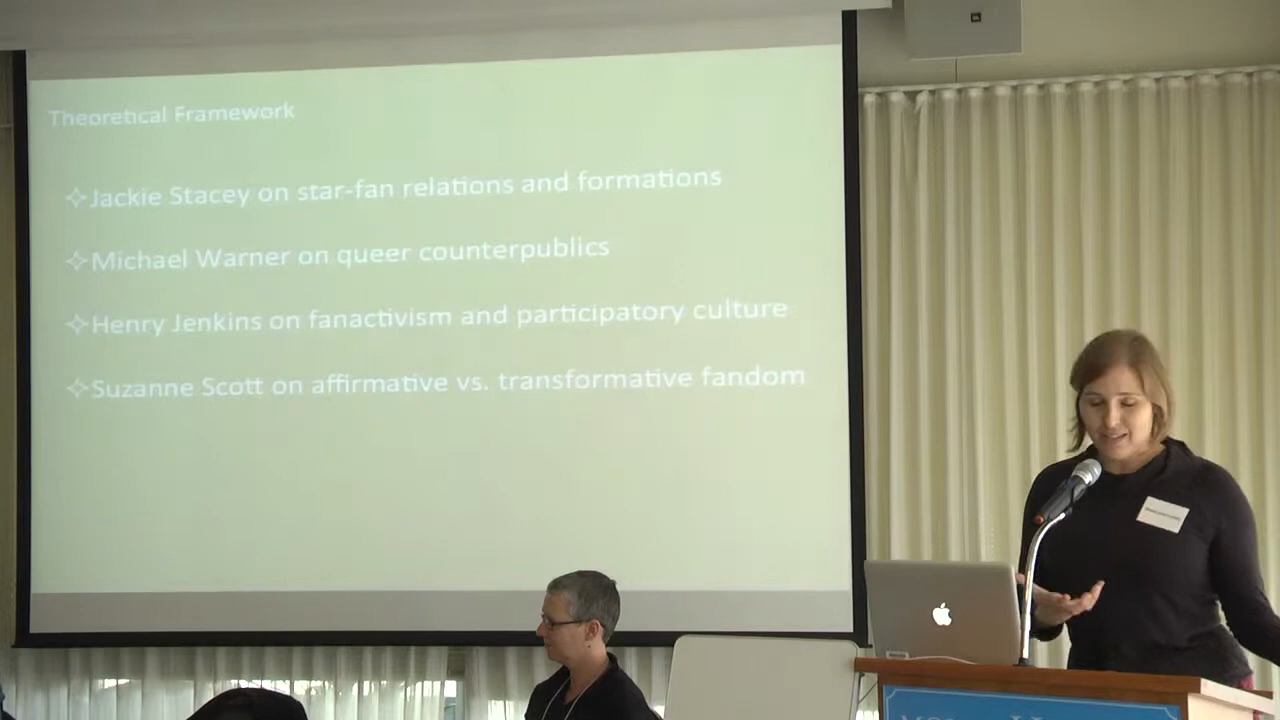 Theoretical Framework
✧Jackie Stacey on star-fan relations and formations
✧Michael Warner on queer counterpublics
✧Henry Jenkins on fanactivism and participatory culture
✧Suzanne Scott on affirmative vs. transformative fandom